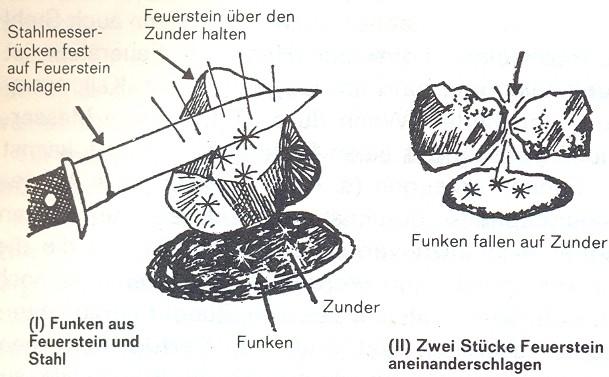 Stahlmesser-
rücken fest
auf Feuerstein
schlagen
Feuerstein über den
Zunder halten
Zunder
Funken
(I) Funken aus
Feuerstein und
Stahl
Funken fallen auf Zunder
(II) Zwei Stücke Feuerstein
aneinanderschlagen